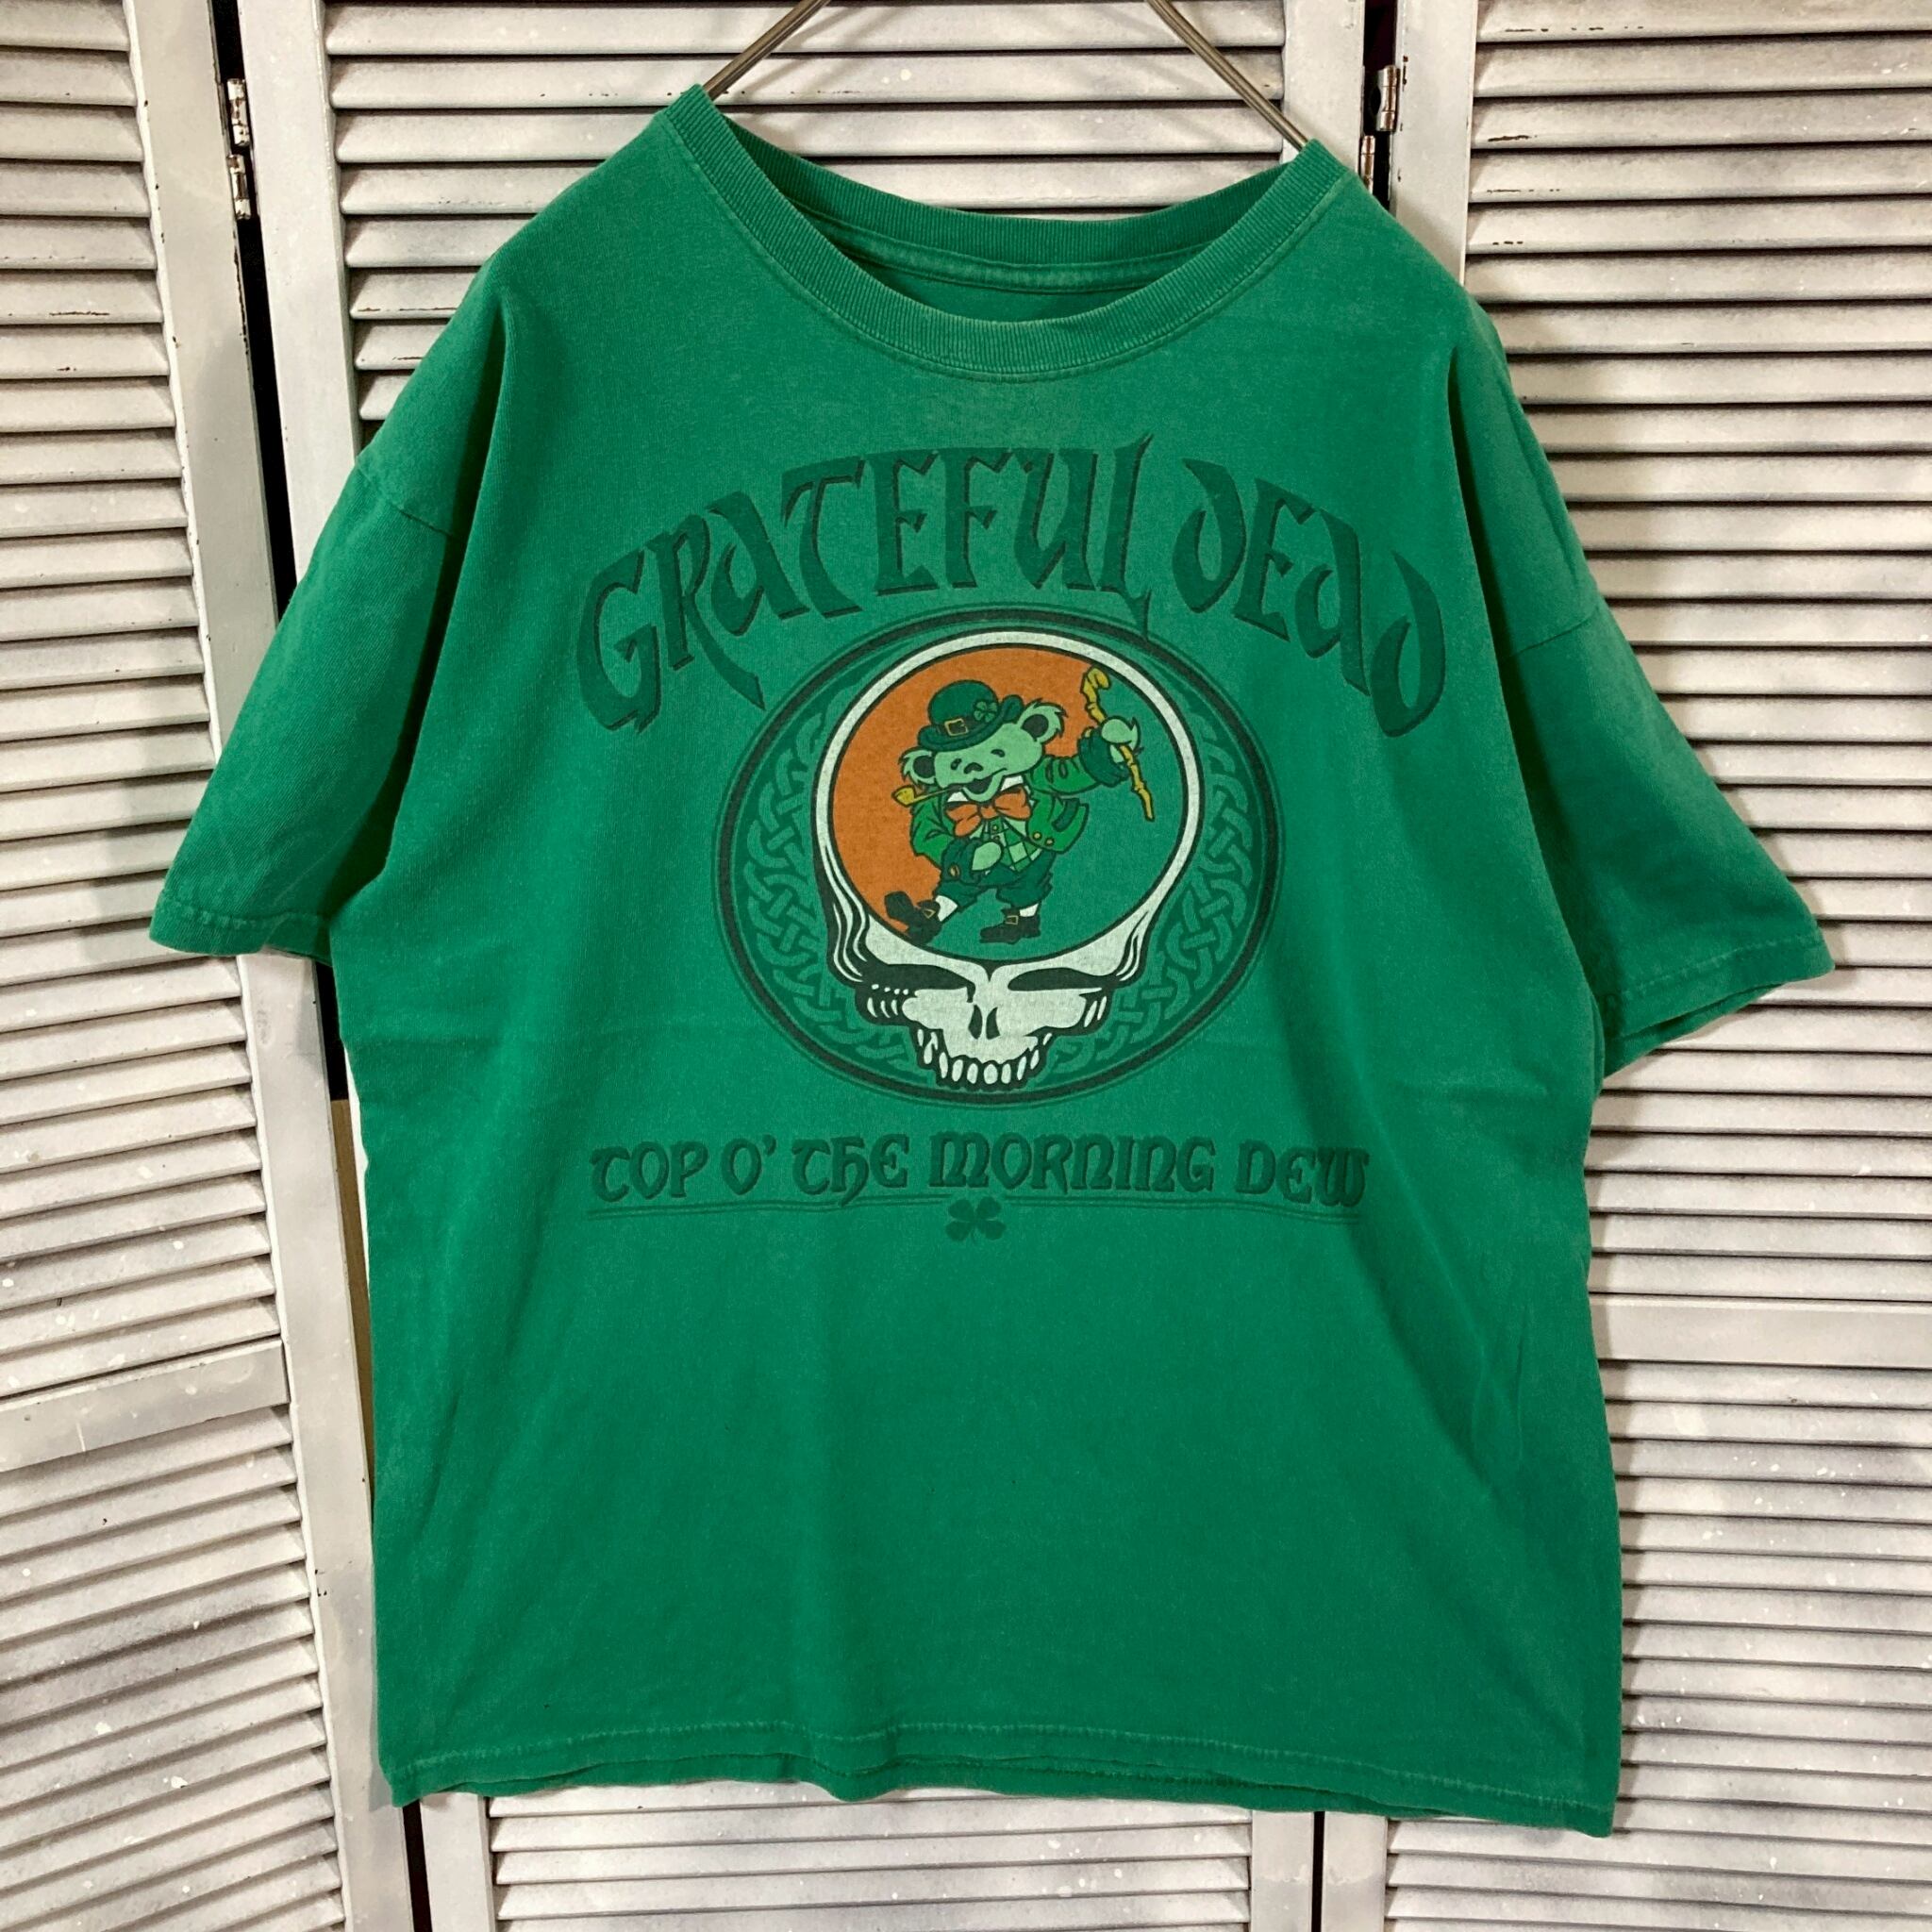 GRATEFUL DEAD
TOP O' THE MORNING DEW